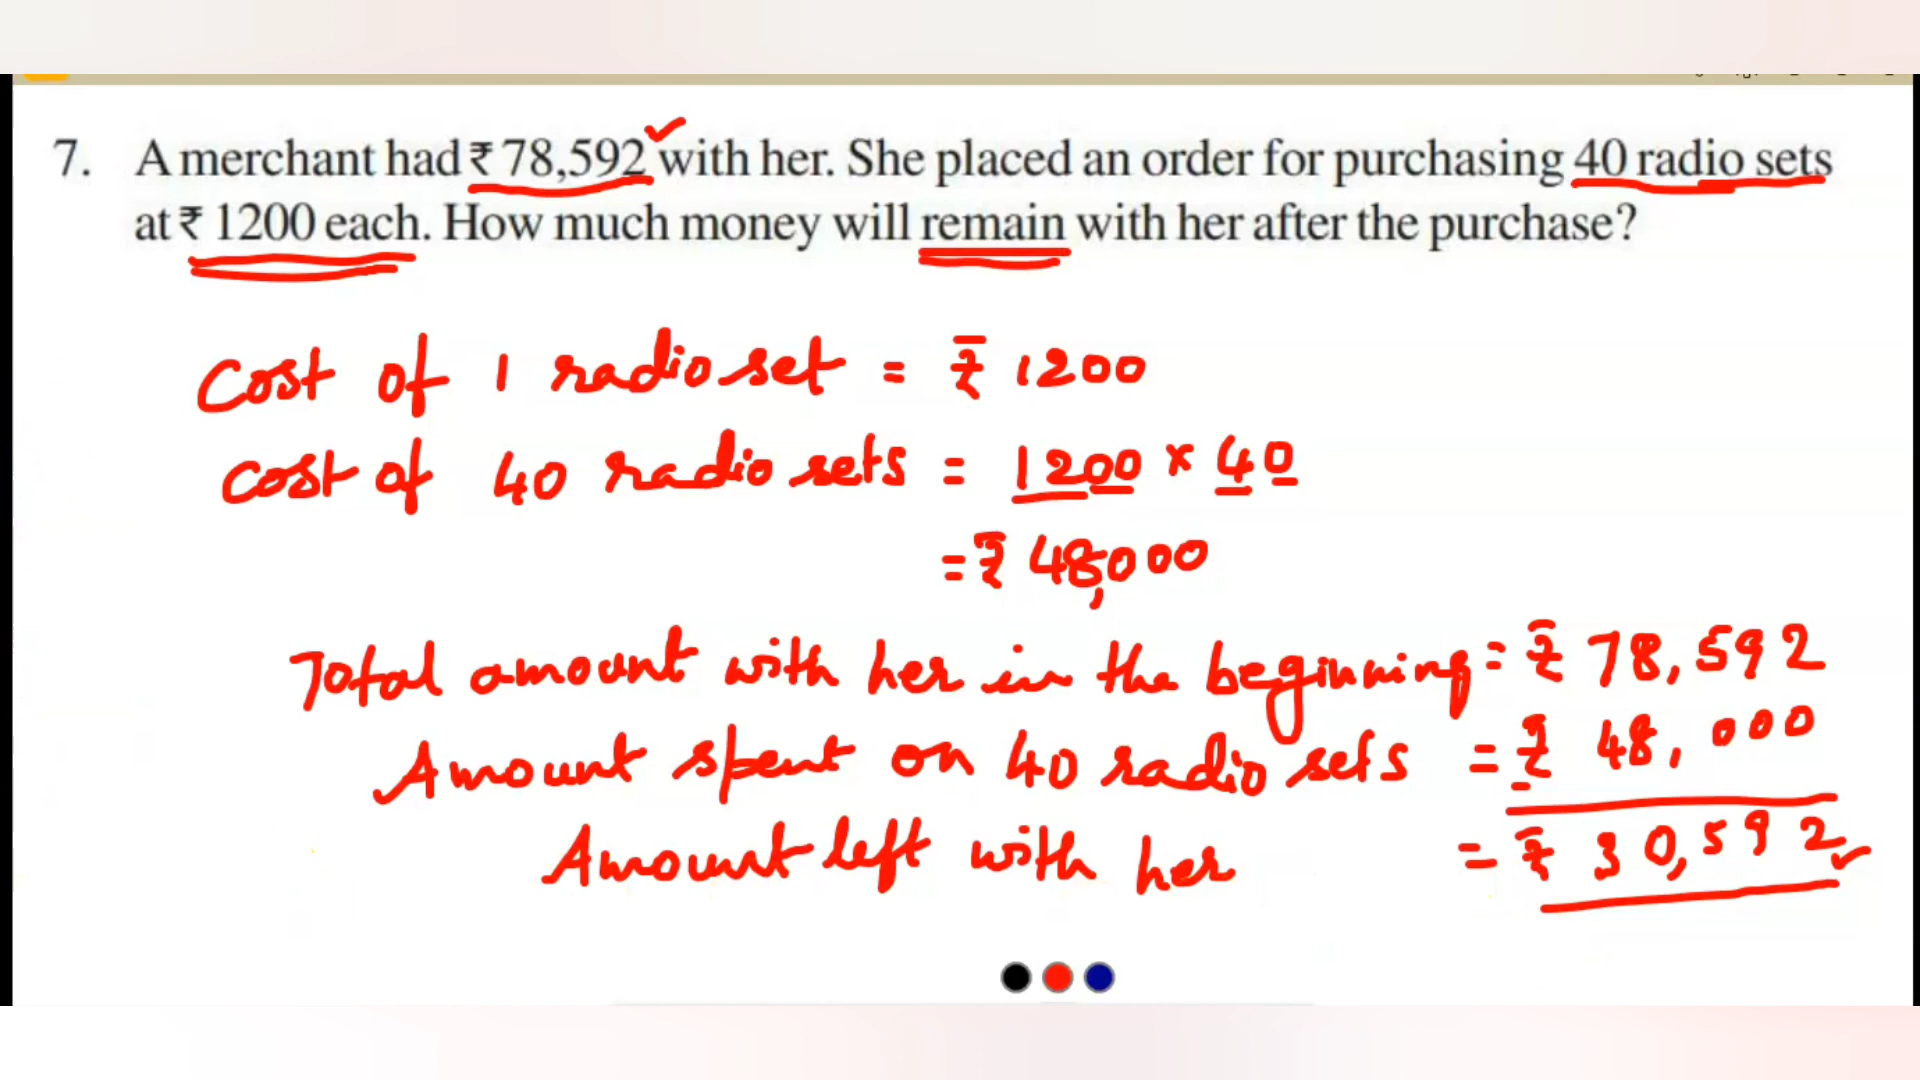 7. A merchant had ₹ 78,592 with her. She placed an order for purchasing 40 radio sets
at ₹ 1200 each. How much money will remain with her after the purchase?
Cost of 1 radio set = ₹ 1200
Cost of 40 radio sets = 1200 × 40
= ₹ 48,000
Total amount with her in the beginning = ₹ 78,592
Amount spent on 40 radio sets = ₹ 48,000
Amount left with her = ₹ 30,592